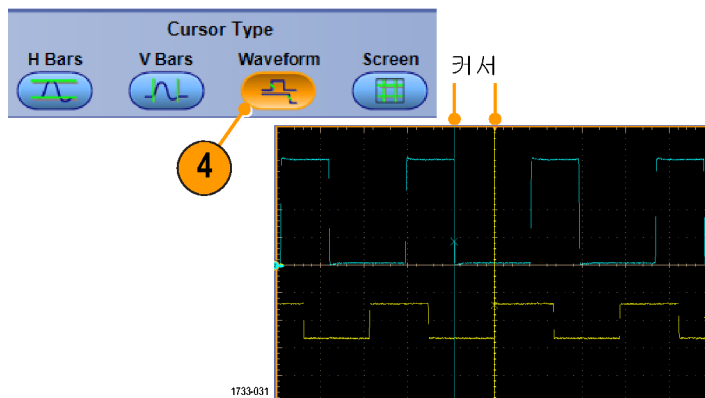 Cursor Type
H Bars V Bars Waveform Screen
커서
4
1733-031